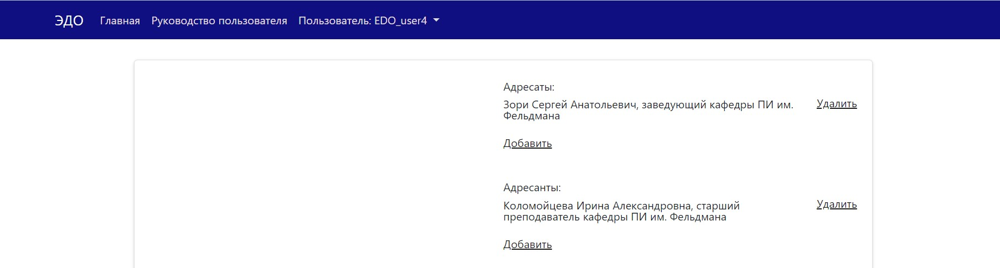 ЭДО Главная Руководство пользователя Пользователь: EDO_user4
Адресаты:
Зори Сергей Анатольевич, заведующий кафедры ПИ им. Удалить
Фельдмана
Добавить
Адресанты:
Коломойцева Ирина Александровна, старший Удалить
преподаватель кафедры ПИ им. Фельдмана
Добавить